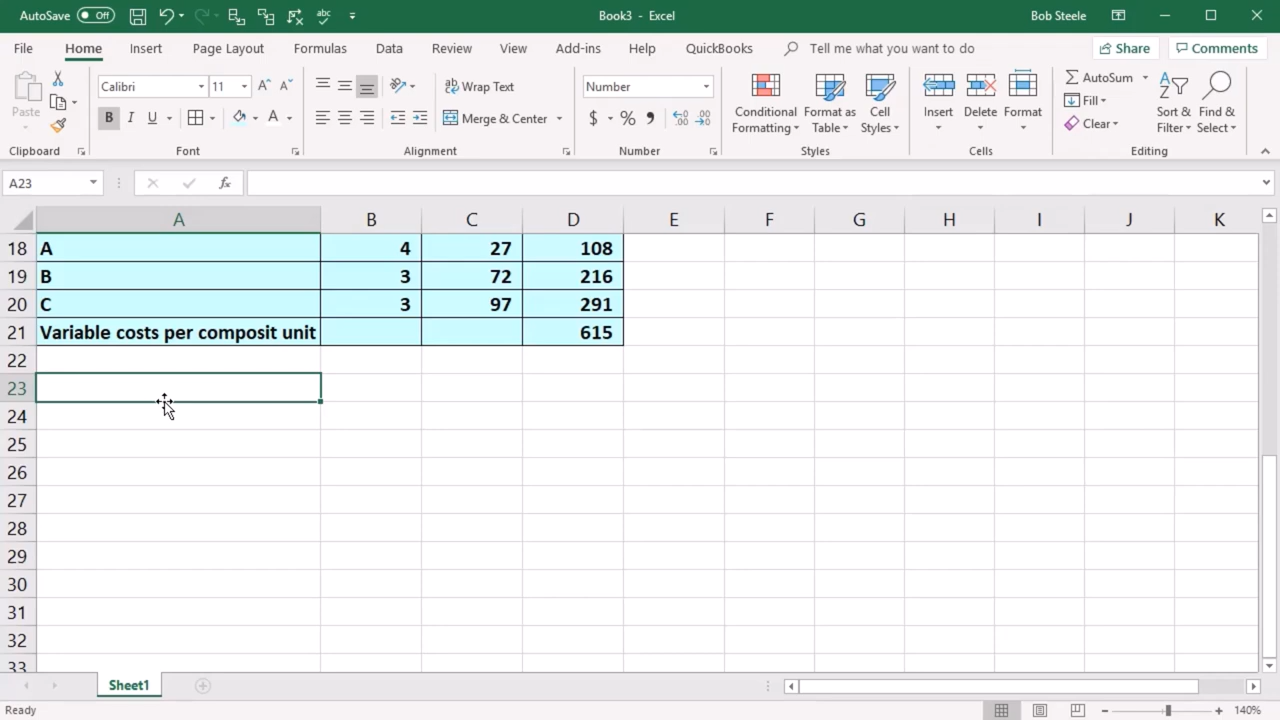 AutoSave Off Book3 - Excel Bob Steele
File Home Insert Page Layout Formulas Data Review View Add-ins Help QuickBooks Tell me what you want to do Share Comments
Paste Calibri 11 A A Wrap Text Number Conditional Formatting Format as Table Cell Styles Insert Delete Format AutoSum Fill Clear Sort & Filter Find & Select
B I U A Merge & Center $ % ,
Clipboard Font Alignment Number Styles Cells Editing
A23 fx
A B C D E F G H I J K
18 A 4 27 108
19 B 3 72 216
20 C 3 97 291
21 Variable costs per composit unit 615
22
23
24
25
26
27
28
29
30
31
32
33
Sheet1
Ready 140%